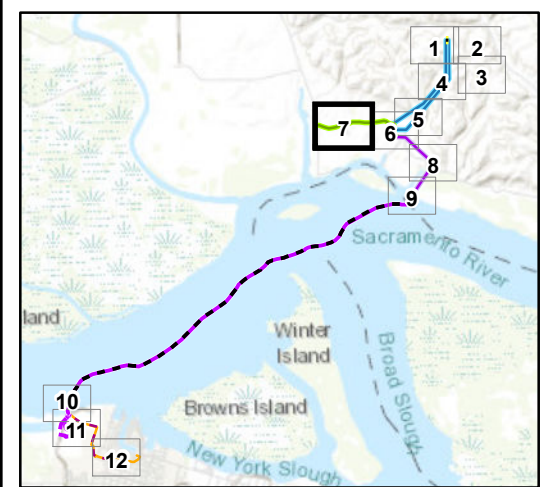 1
2
3
4
5
6
7
8
9
Sacramento River
land
Winter
Island
Broad Slough
10
Browns Island
11
12
New York Slough